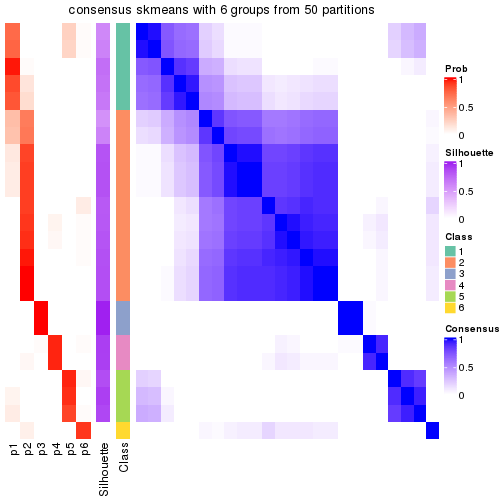 consensus skmeans with 6 groups from 50 partitions
Prob
1
0.5
0
Silhouette
1
0.5
0
Class
1
2
3
4
5
6
Consensus
1
0.5
0
p1
p2
p3
p4
p5
p6
Silhouette
Class